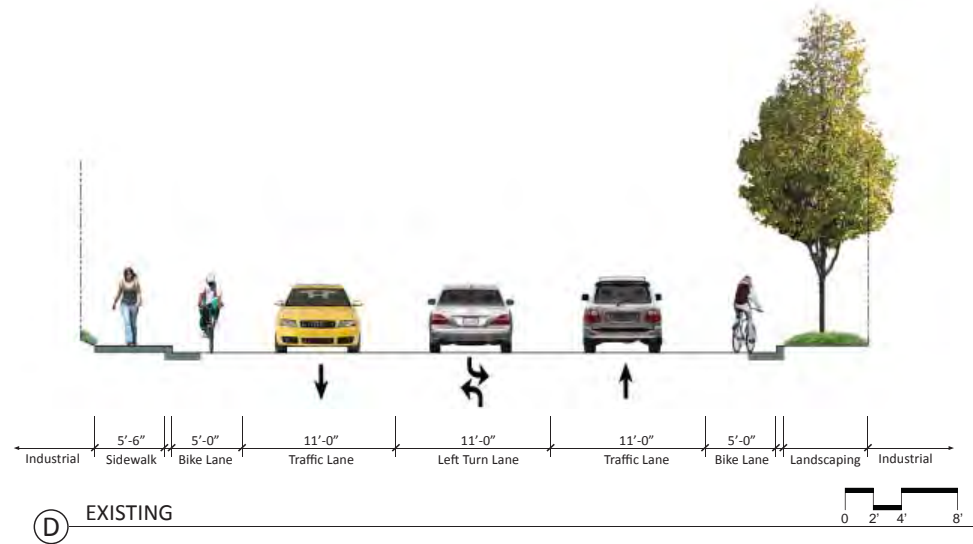 5'-6” 5'-0” 11'-0” 11'-0” 11'-0” 5'-0”
Industrial Sidewalk Bike Lane Traffic Lane Left Turn Lane Traffic Lane Bike Lane Landscaping Industrial
D EXISTING
0 2' 4' 8'